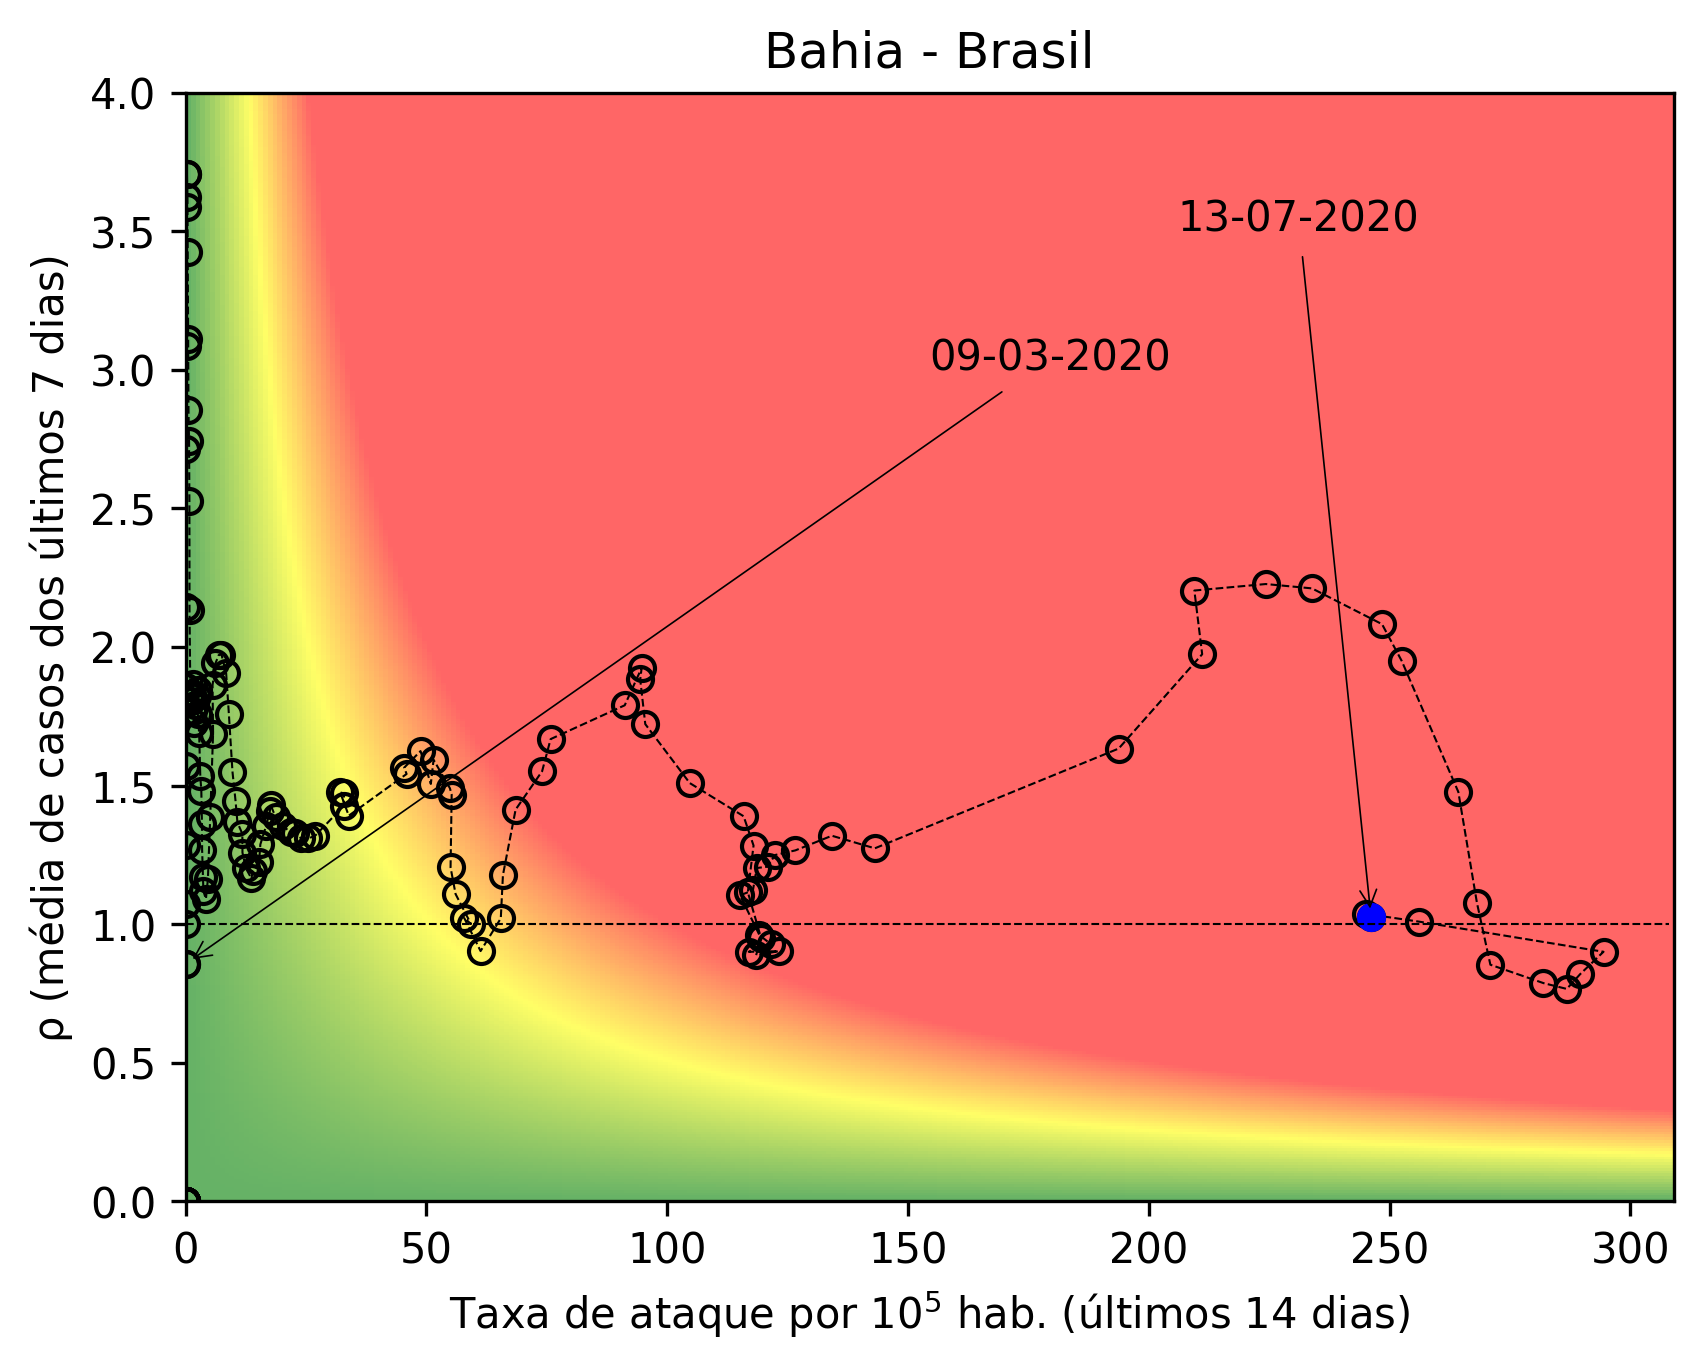 Bahia - Brasil
4.0
3.5
3.0
2.5
2.0
1.5
1.0
0.5
0.0
ρ (média de casos dos últimos 7 dias)
13-07-2020
09-03-2020
0 50 100 150 200 250 300
Taxa de ataque por 10⁵ hab. (últimos 14 dias)